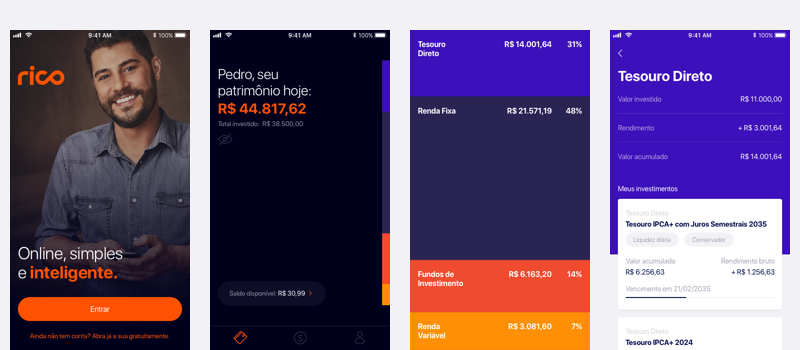 9:41 AM
100%
rico
Online, simples
e inteligente.
Entrar
Ainda não tem conta? Abra já a sua gratuitamente.
9:41 AM
100%
Pedro, seu
patrimônio hoje:
R$ 44.817,62
Total investido: R$ 38.500,00
Saldo disponível: R$ 30,99 >
Tesouro
Direto
R$ 14.001,64
31%
Renda Fixa
R$ 21.571,19
48%
Fundos de
Investimento
R$ 6.163,20
14%
Renda
Variável
R$ 3.081,60
7%
9:41 AM
100%
Tesouro Direto
Valor investido
R$ 11.000,00
Rendimento
+ R$ 3.001,64
Valor acumulado
R$ 14.001,64
Meus investimentos
Tesouro Direto
Tesouro IPCA+ com Juros Semestrais 2035
Liquidez diária
Conservador
Valor acumulado
Rendimento bruto
R$ 6.256,63
+ R$ 1.256,63
Vencimento em 21/02/2035
Tesouro Direto
Tesouro IPCA+ 2024